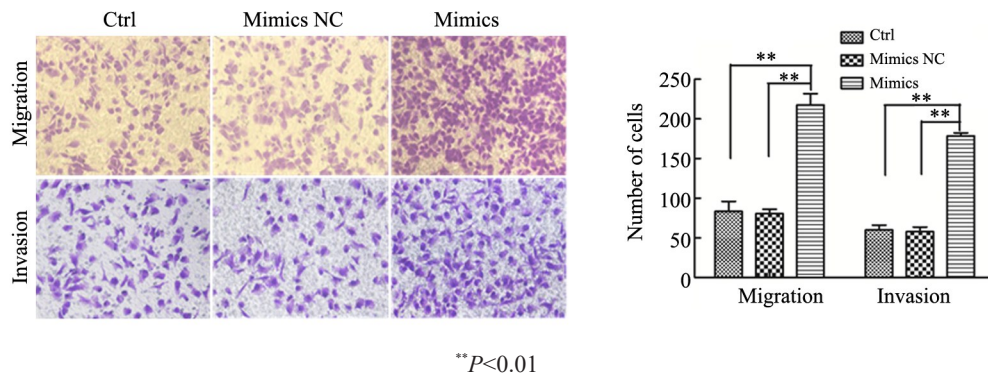 Ctrl
Mimics NC
Mimics
Migration
Invasion
Ctrl
Mimics NC
Mimics
**
**
**
**
Number of cells
250
200
150
100
50
0
Migration
Invasion
**P<0.01